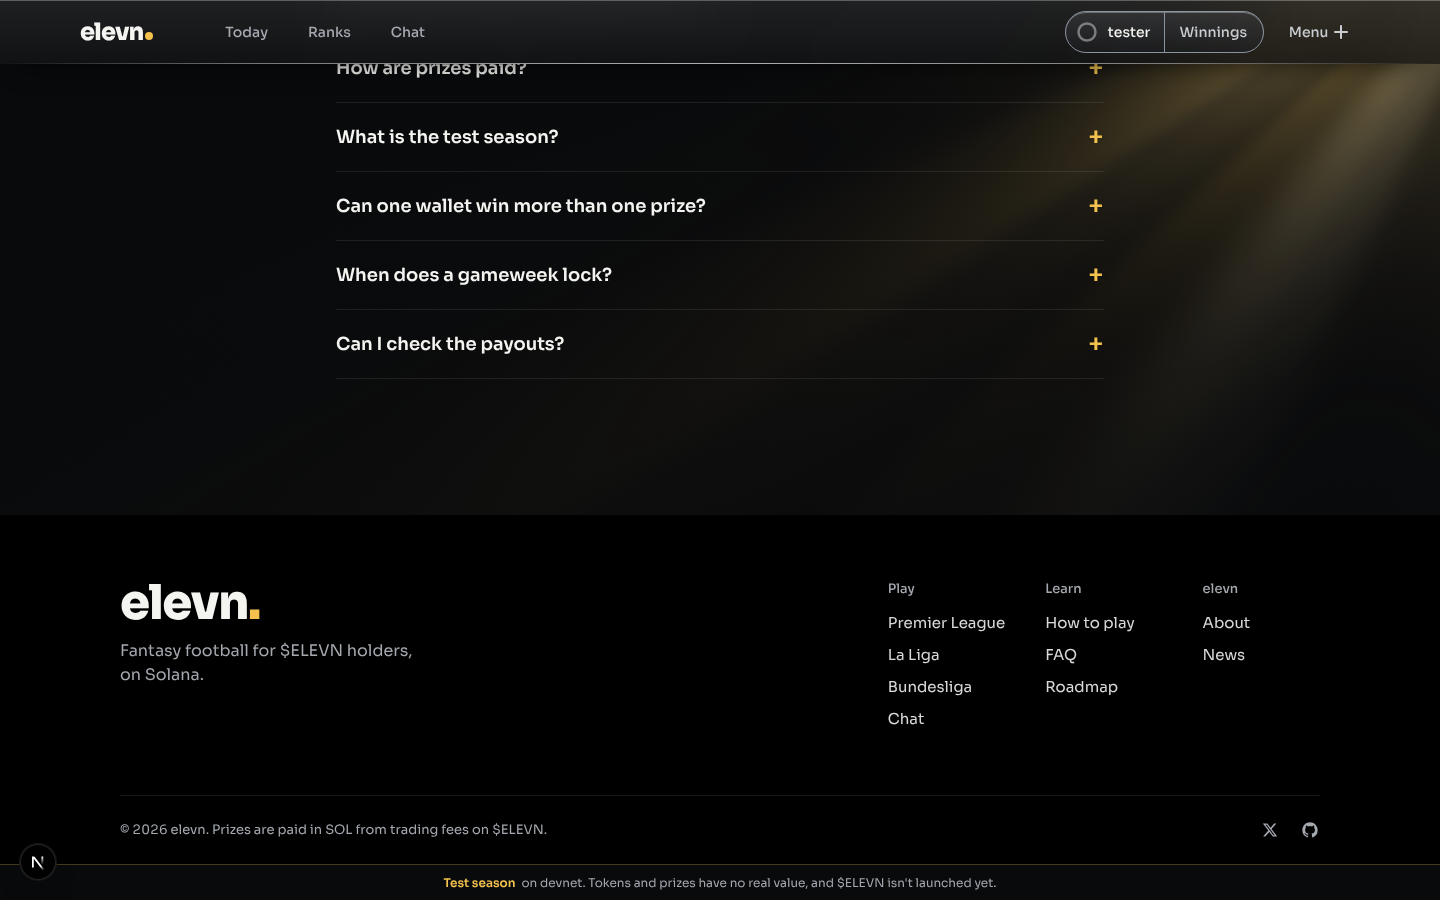 elevn.
Today
Ranks
Chat
tester
Winnings
Menu
How are prizes paid?
What is the test season?
Can one wallet win more than one prize?
When does a gameweek lock?
Can I check the payouts?
elevn.
Fantasy football for $ELEVN holders,
on Solana.
Play
Premier League
La Liga
Bundesliga
Chat
Learn
How to play
FAQ
Roadmap
elevn
About
News
© 2026 elevn. Prizes are paid in SOL from trading fees on $ELEVN.
N
Test season on devnet. Tokens and prizes have no real value, and $ELEVN isn't launched yet.